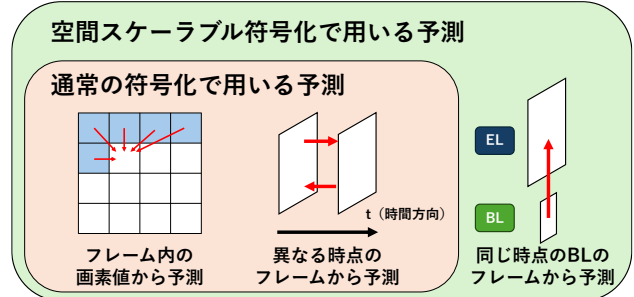 空間スケーラブル符号化で用いる予測
通常の符号化で用いる予測
t（時間方向）
フレーム内の
画素値から予測
異なる時点の
フレームから予測
EL
BL
同じ時点のBLの
フレームから予測